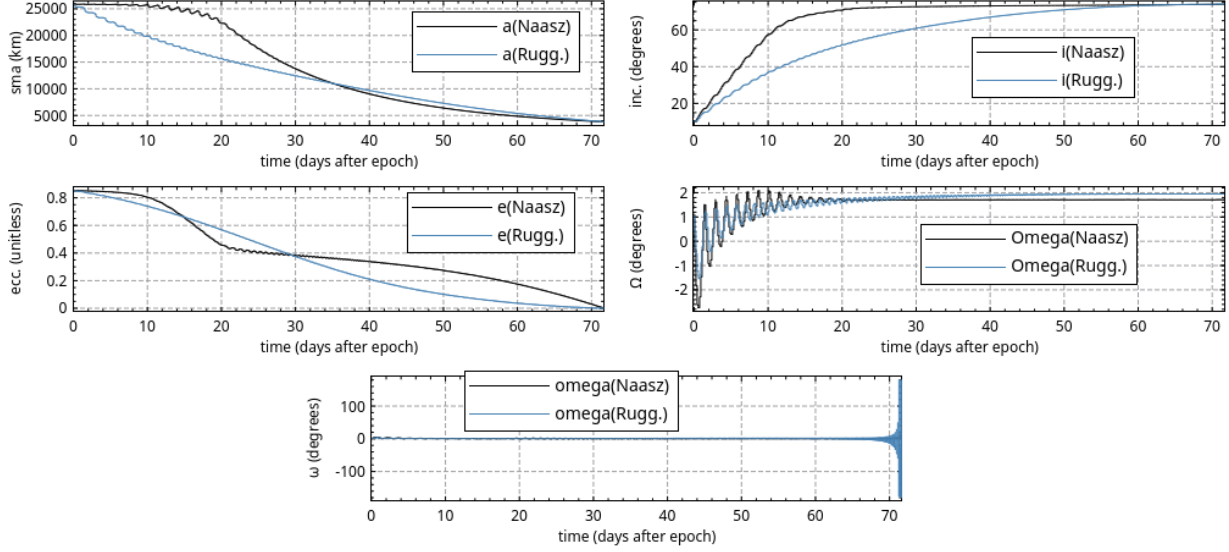 25000
20000
15000
10000
5000
sma (km)
a(Naasz)
a(Rugg.)
0 10 20 30 40 50 60 70
time (days after epoch)
60
40
20
inc. (degrees)
i(Naasz)
i(Rugg.)
0 10 20 30 40 50 60 70
time (days after epoch)
0.8
0.6
0.4
0.2
0
ecc. (unitless)
e(Naasz)
e(Rugg.)
0 10 20 30 40 50 60 70
time (days after epoch)
2
1
0
-1
-2
Ω (degrees)
Omega(Naasz)
Omega(Rugg.)
0 10 20 30 40 50 60 70
time (days after epoch)
100
0
-100
ω (degrees)
omega(Naasz)
omega(Rugg.)
0 10 20 30 40 50 60 70
time (days after epoch)